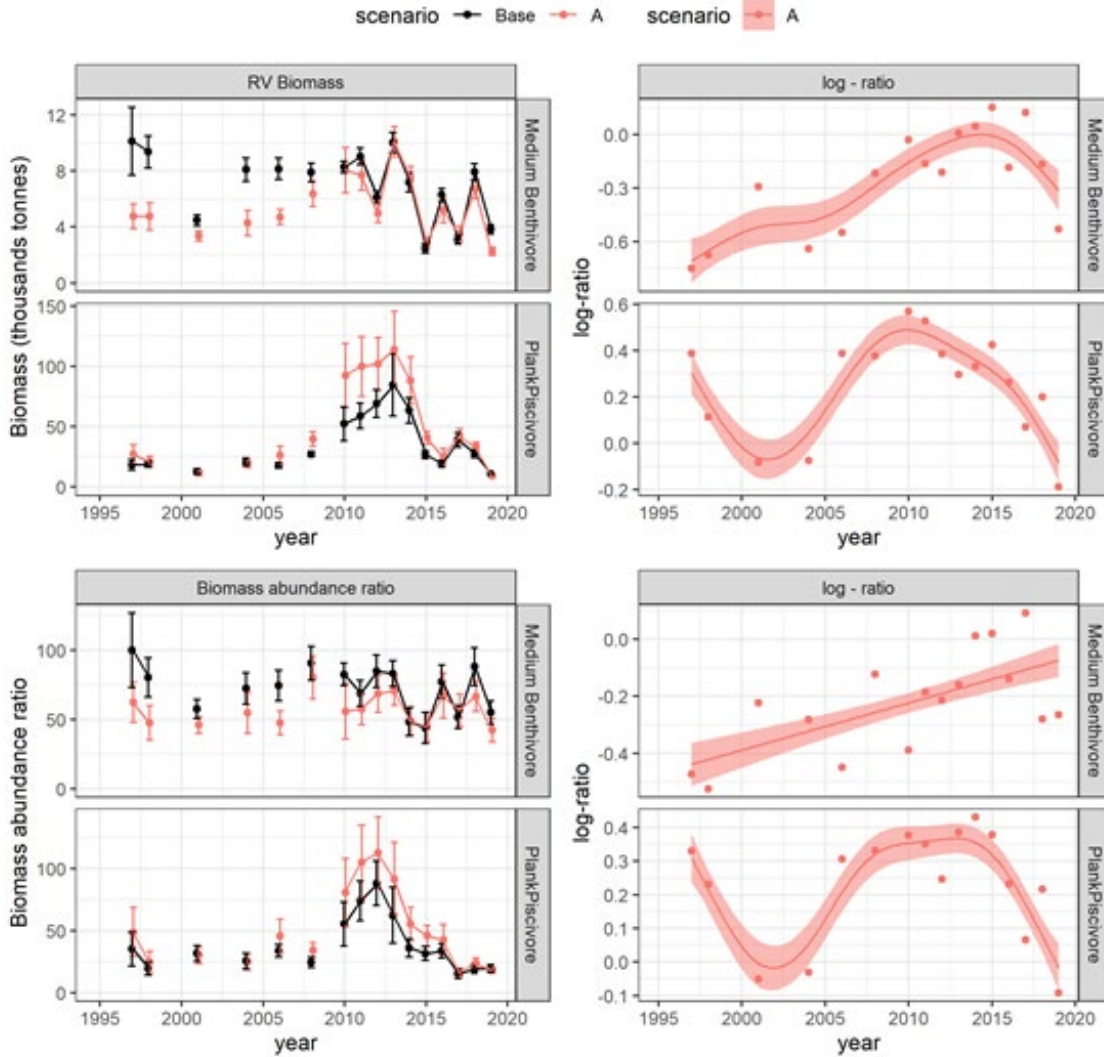 scenario Base A scenario A
RV Biomass
log - ratio
12
8
4
0
Medium Benthivore
150
100
50
0
PlankPiscivore
Biomass (thousands tonnes)
1995 2000 2005 2010 2015 2020
year
0.0
-0.3
-0.6
Medium Benthivore
0.6
0.4
0.2
0.0
-0.2
PlankPiscivore
log-ratio
1995 2000 2005 2010 2015 2020
year
Biomass abundance ratio
log - ratio
100
50
0
Medium Benthivore
100
50
0
PlankPiscivore
Biomass abundance ratio
1995 2000 2005 2010 2015 2020
year
0.0
-0.2
-0.4
Medium Benthivore
0.4
0.3
0.2
0.1
0.0
-0.1
PlankPiscivore
log-ratio
1995 2000 2005 2010 2015 2020
year